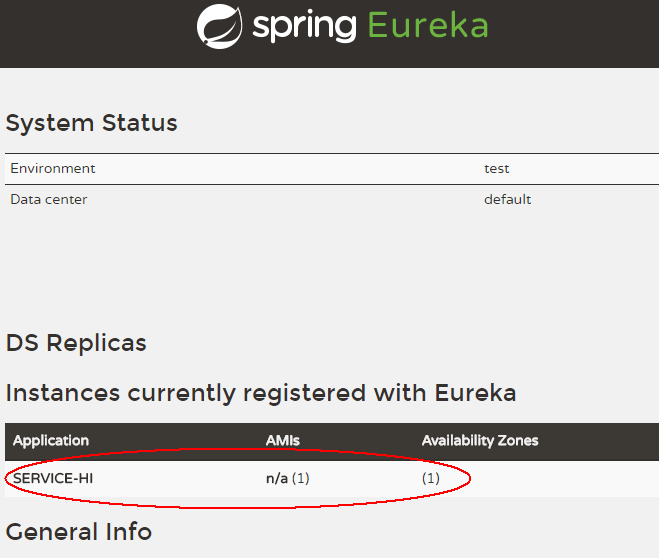 spring Eureka
System Status
Environment test
Data center default
DS Replicas
Instances currently registered with Eureka
Application AMIs Availability Zones
SERVICE-HI n/a (1) (1)
General Info